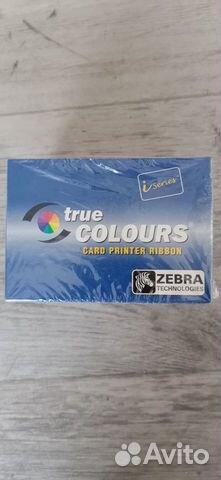 i Series
true
COLOURS
CARD PRINTER RIBBON
ZEBRA
TECHNOLOGIES
Avito